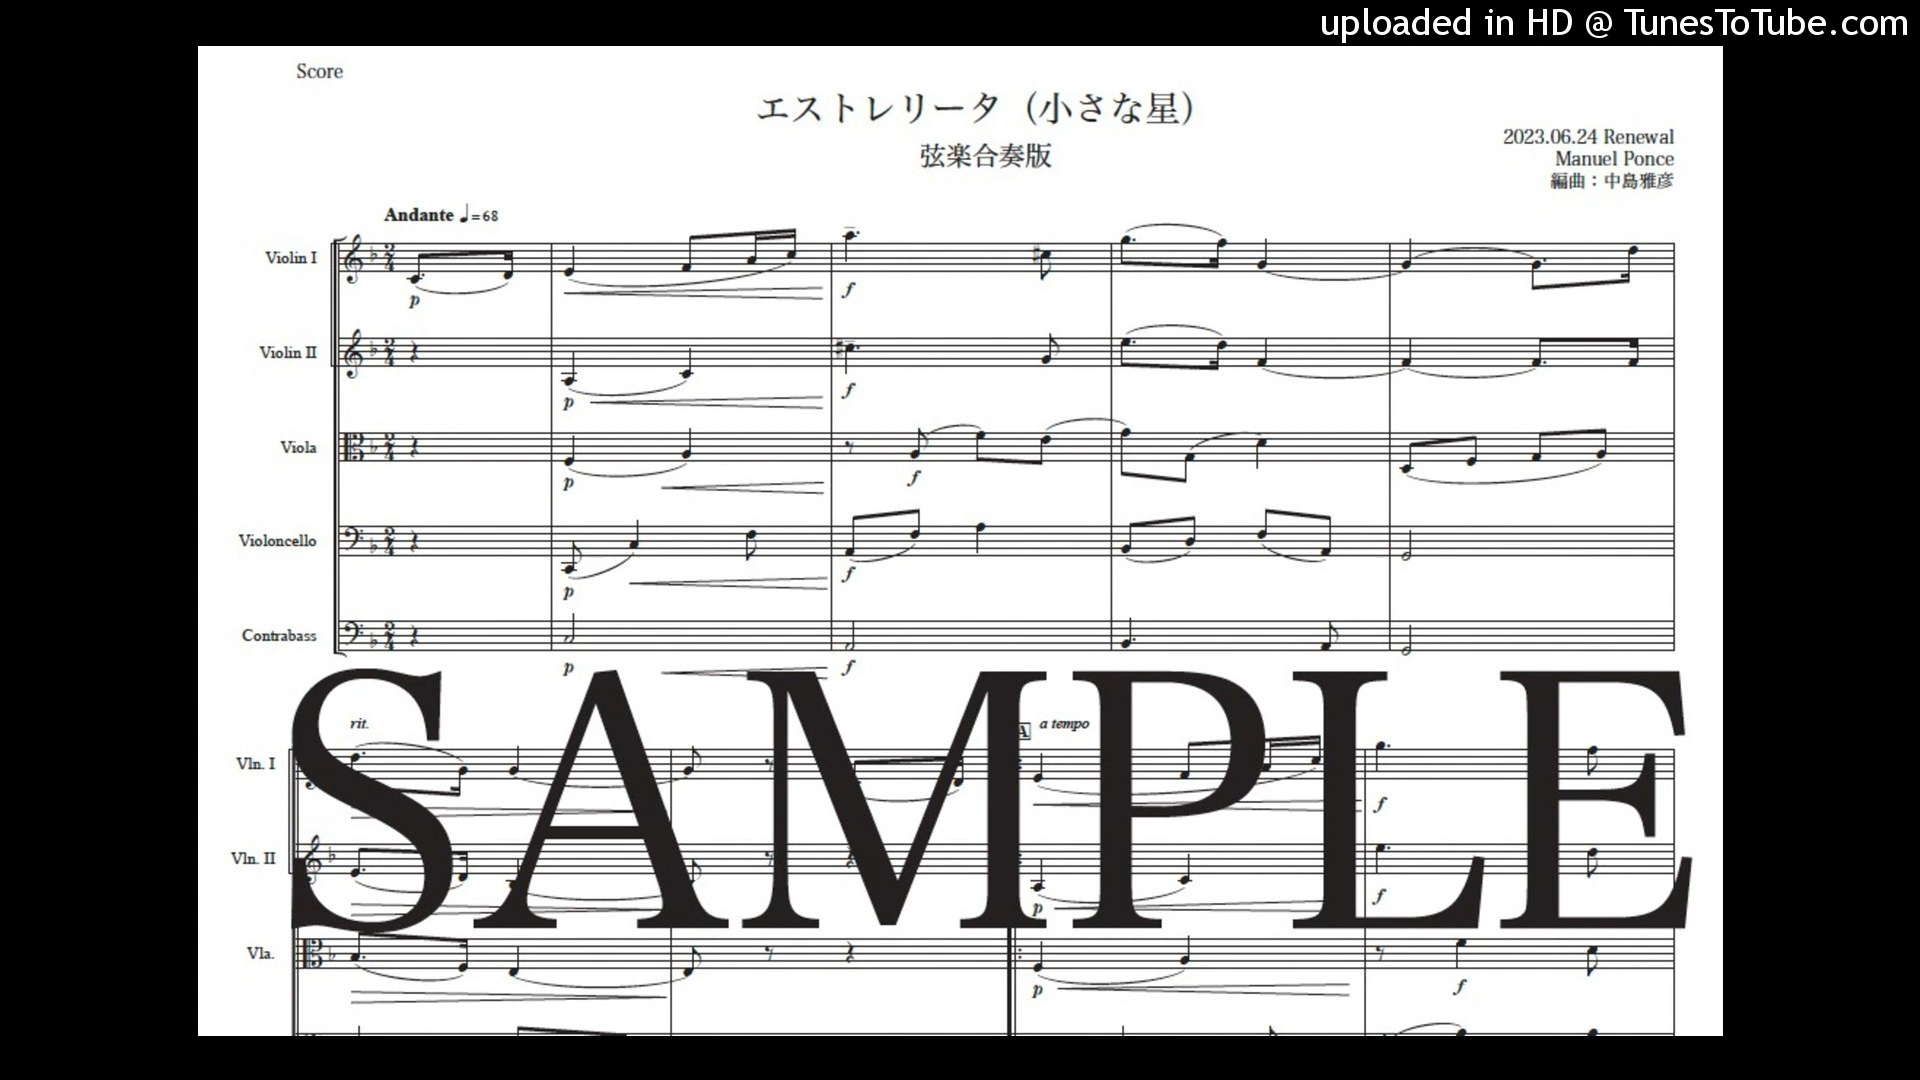 uploaded in HD @ TunesToTube.com
Score
エストレリータ（小さな星）
弦楽合奏版
2023.06.24 Renewal
Manuel Ponce
編曲：中島雅彦
Andante ♩=68
Violin I
p
f
Violin II
p
f
Viola
p
f
Violoncello
p
f
Contrabass
p
f
SAMPLE
rit.
A
a tempo
Vln. I
f
Vln. II
p
f
Vla.
p
f